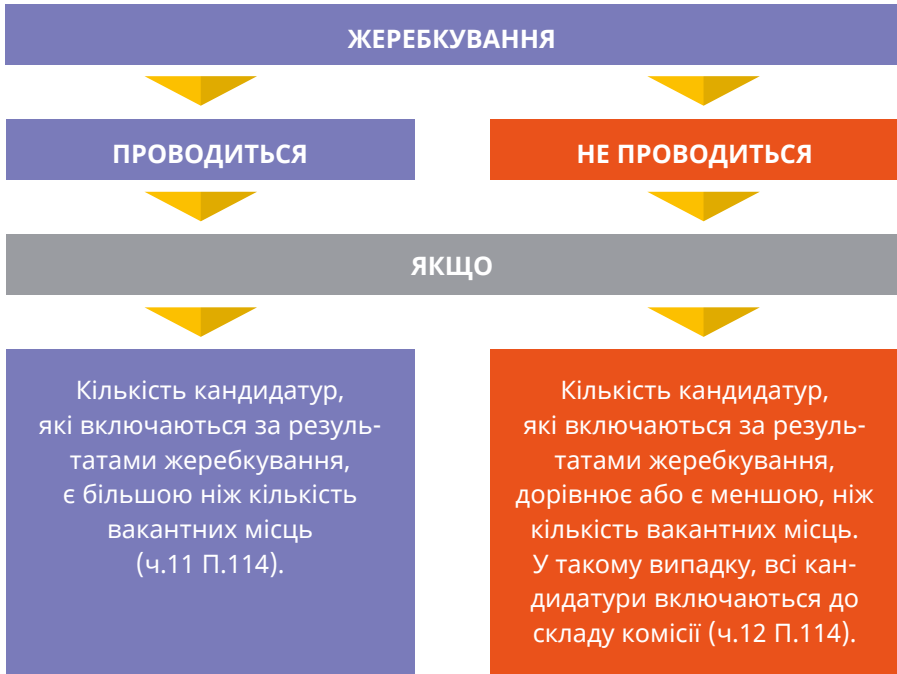 ЖЕРЕБКУВАННЯ
ПРОВОДИТЬСЯ
НЕ ПРОВОДИТЬСЯ
ЯКЩО
Кількість кандидатур,
які включаються за резуль-
татами жеребкування,
є більшою ніж кількість
вакантних місць
(ч.11 П.114).
Кількість кандидатур,
які включаються за резуль-
татами жеребкування,
дорівнює або є меншою, ніж
кількість вакантних місць.
У такому випадку, всі кан-
дидатури включаються до
складу комісії (ч.12 П.114).